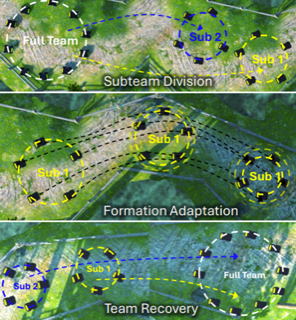 Full Team
Sub 2
Sub 1
Subteam Division
Sub 1
Sub 1
Sub 1
Formation Adaptation
Sub 2
Sub 1
Full Team
Team Recovery